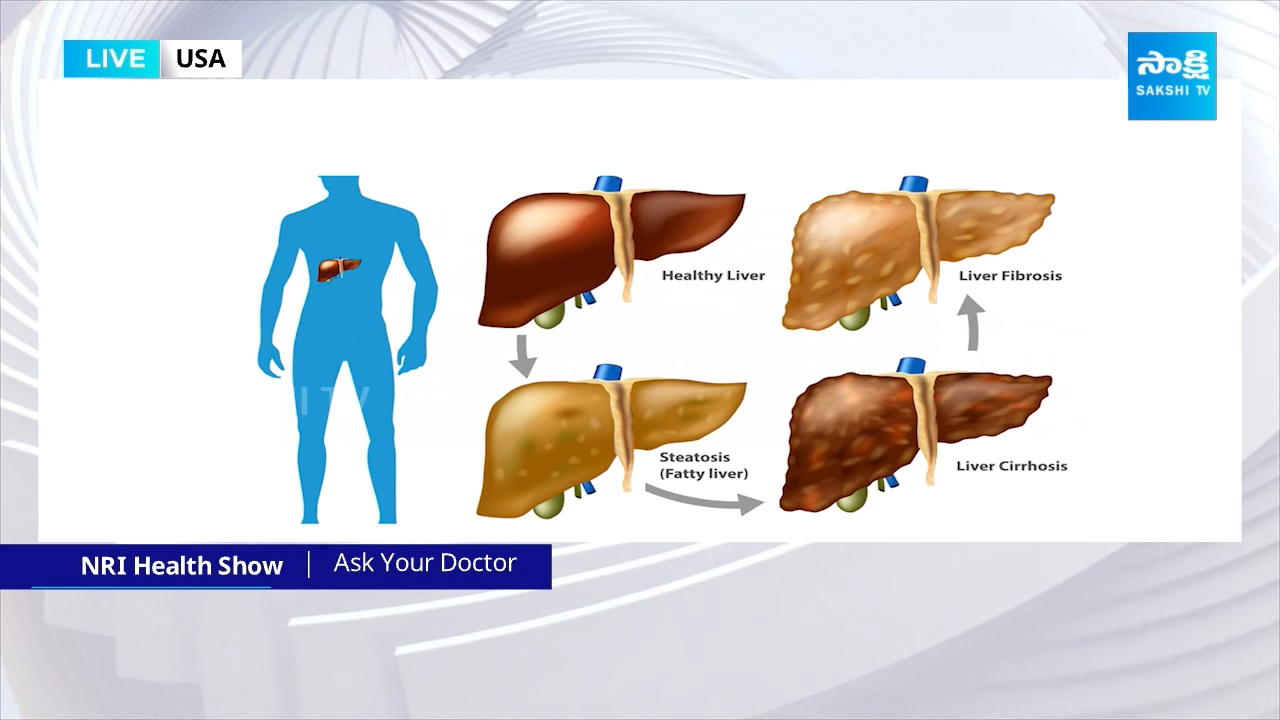 LIVE USA
సాక్షి
SAKSHI TV
Healthy Liver
Liver Fibrosis
Steatosis
(Fatty liver)
Liver Cirrhosis
ITV
NRI Health Show | Ask Your Doctor